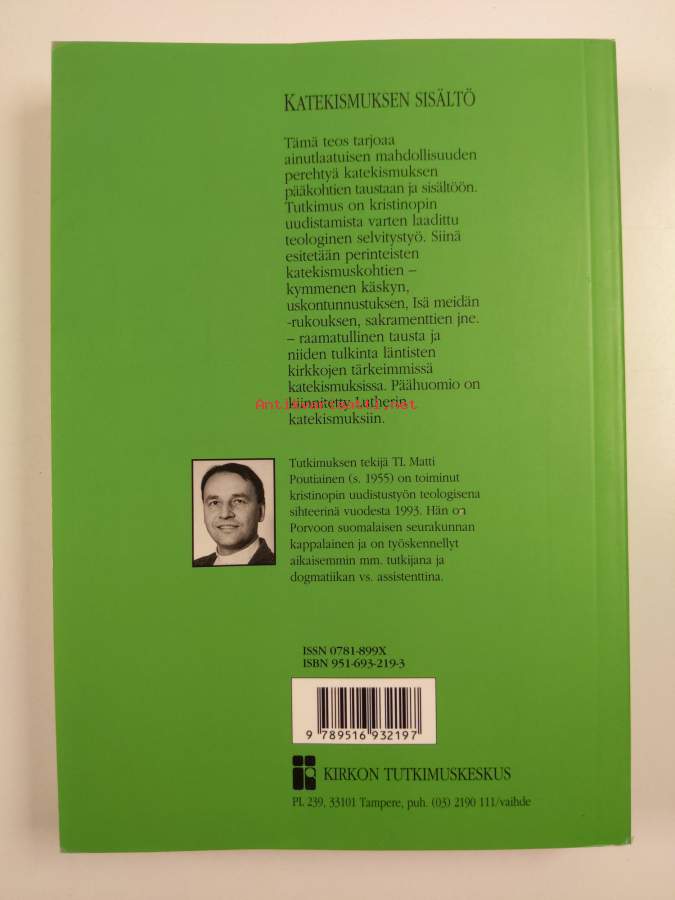 KATEKISMUKSEN SISÄLTÖ
Tämä teos tarjoaa
ainutlaatuisen mahdollisuuden
perehtyä katekismuksen
pääkohtien taustaan ja sisältöön.
Tutkimus on kristinopin
uudistamista varten laadittu
teologinen selvitystyö. Siinä
esitetään perinteisten
katekismuskohtien –
kymmenen käskyn,
uskontunnustuksen, Isä meidän
-rukouksen, sakramenttien jne.
– raamatullinen tausta ja
niiden tulkinta läntisten
kirkkojen tärkeimmissä
katekismuksissa. Päähuomio on
kiinnitetty Lutherin
Antiivariaatti.net
katekismuksiin.
Tutkimuksen tekijä TL Matti
Poutiainen (s. 1955) on toiminut
kristinopin uudistustyön teologisena
sihteerinä vuodesta 1993. Hän on
Porvoon suomalaisen seurakunnan
kappalainen ja on työskennellyt
aikaisemmin mm. tutkijana ja
dogmatiikan vs. assistenttina.
ISSN 0781-899X
ISBN 951-693-219-3
9 789516 932197
KIRKON TUTKIMUSKESKUS
PL 239, 33101 Tampere, puh. (03) 2190 111/vaihde